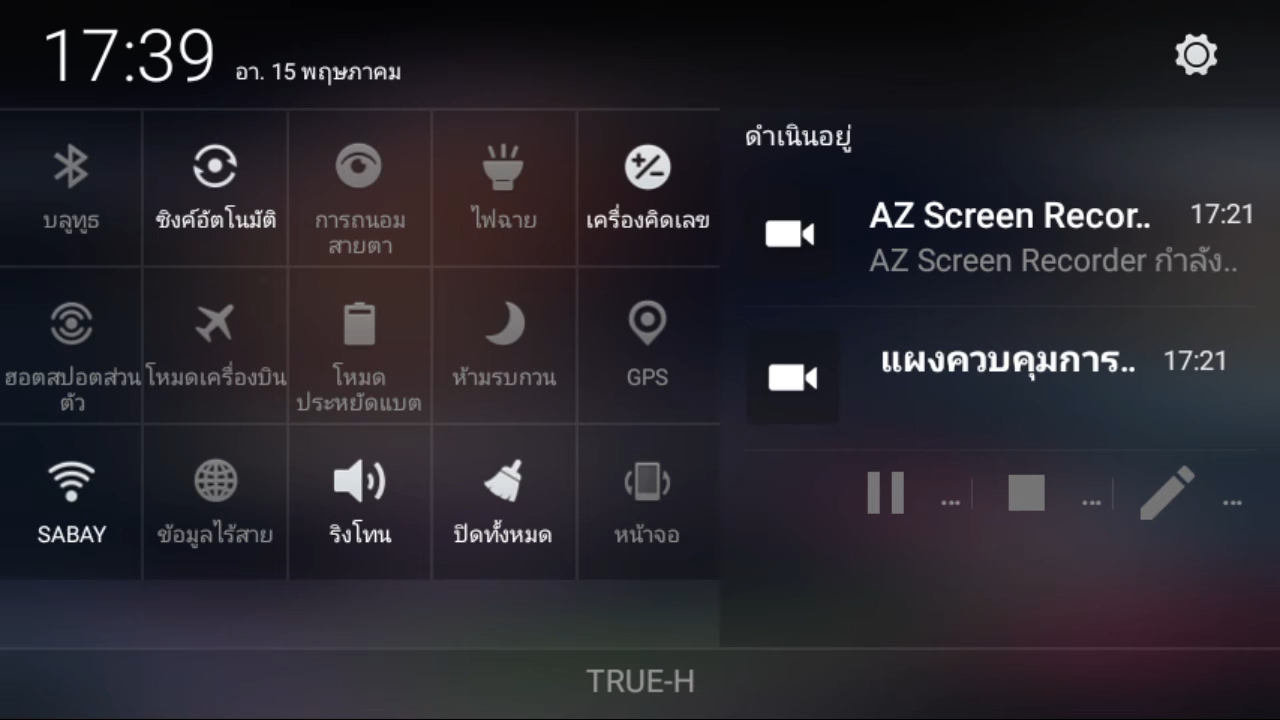 17:39 อา. 15 พฤษภาคม
บลูทูธ
ซิงค์อัตโนมัติ
การถนอม
สายตา
ไฟฉาย
เครื่องคิดเลข
ฮอตสปอตส่วน
ตัว
โหมดเครื่องบิน
โหมด
ประหยัดแบต
ห้ามรบกวน
GPS
SABAY
ข้อมูลไร้สาย
ริงโทน
ปิดทั้งหมด
หน้าจอ
ดำเนินอยู่
AZ Screen Recor.. 17:21
AZ Screen Recorder กำลัง..
แผงควบคุมการ.. 17:21
... ... ...
TRUE-H